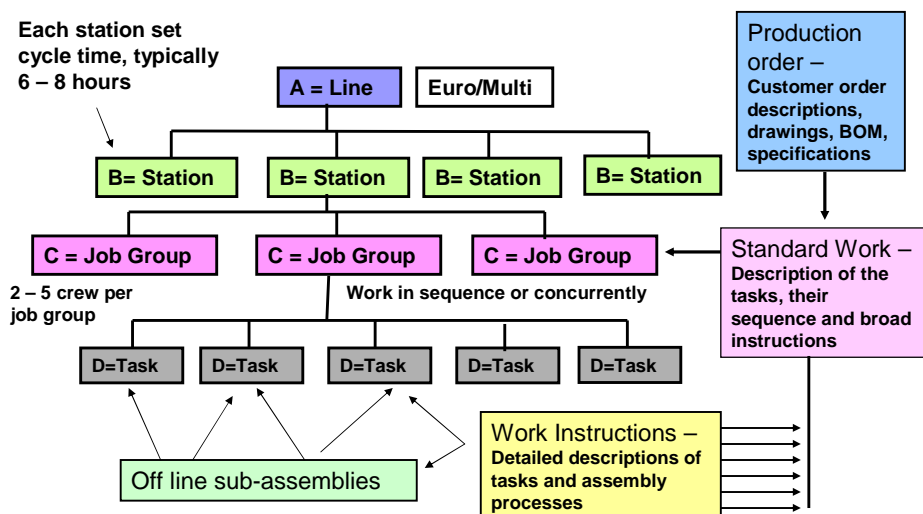 Each station set
cycle time, typically
6 – 8 hours
A = Line
Euro/Multi
Production
order –
Customer order
descriptions,
drawings, BOM,
specifications
B= Station
B= Station
B= Station
B= Station
C = Job Group
C = Job Group
C = Job Group
Standard Work –
Description of the
tasks, their
sequence and broad
instructions
2 – 5 crew per
job group
Work in sequence or concurrently
D=Task
D=Task
D=Task
D=Task
D=Task
Work Instructions –
Detailed descriptions of
tasks and assembly
processes
Off line sub-assemblies